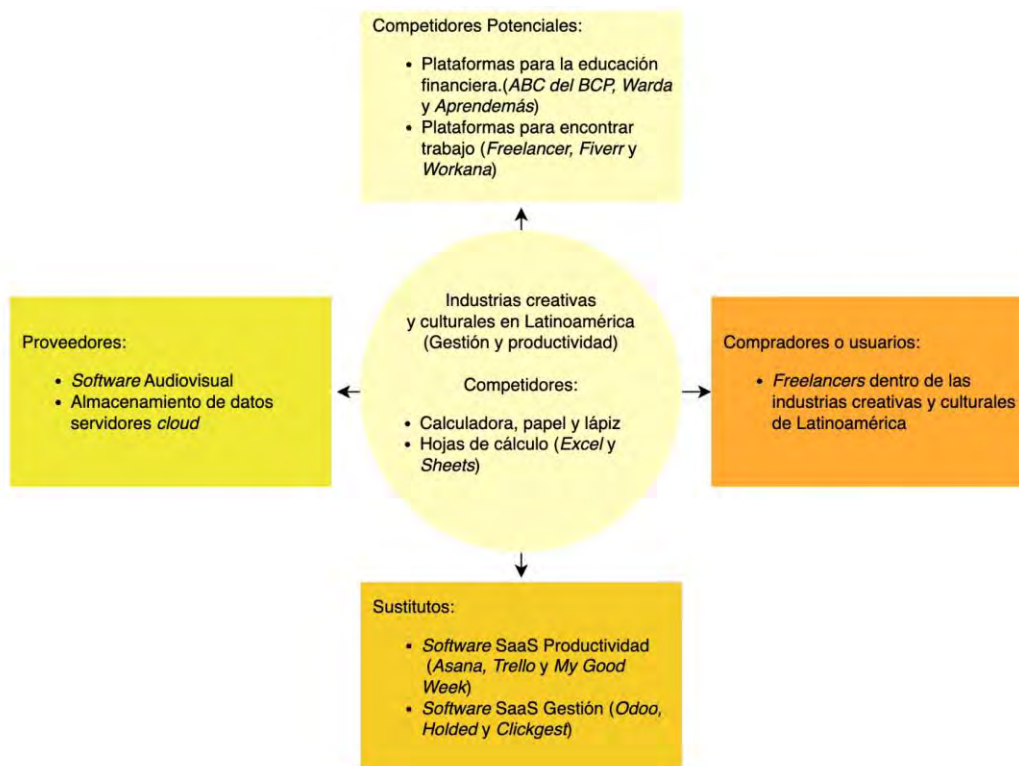 Competidores Potenciales:
• Plataformas para la educación
financiera.(ABC del BCP, Warda
y Aprendemás)
• Plataformas para encontrar
trabajo (Freelancer, Fiverr y
Workana)
Industrias creativas
y culturales en Latinoamérica
(Gestión y productividad)
Competidores:
• Calculadora, papel y lápiz
• Hojas de cálculo (Excel y
Sheets)
Proveedores:
• Software Audiovisual
• Almacenamiento de datos
servidores cloud
Compradores o usuarios:
• Freelancers dentro de las
industrias creativas y culturales
de Latinoamérica
Sustitutos:
• Software SaaS Productividad
(Asana, Trello y My Good
Week)
• Software SaaS Gestión (Odoo,
Holded y Clickgest)